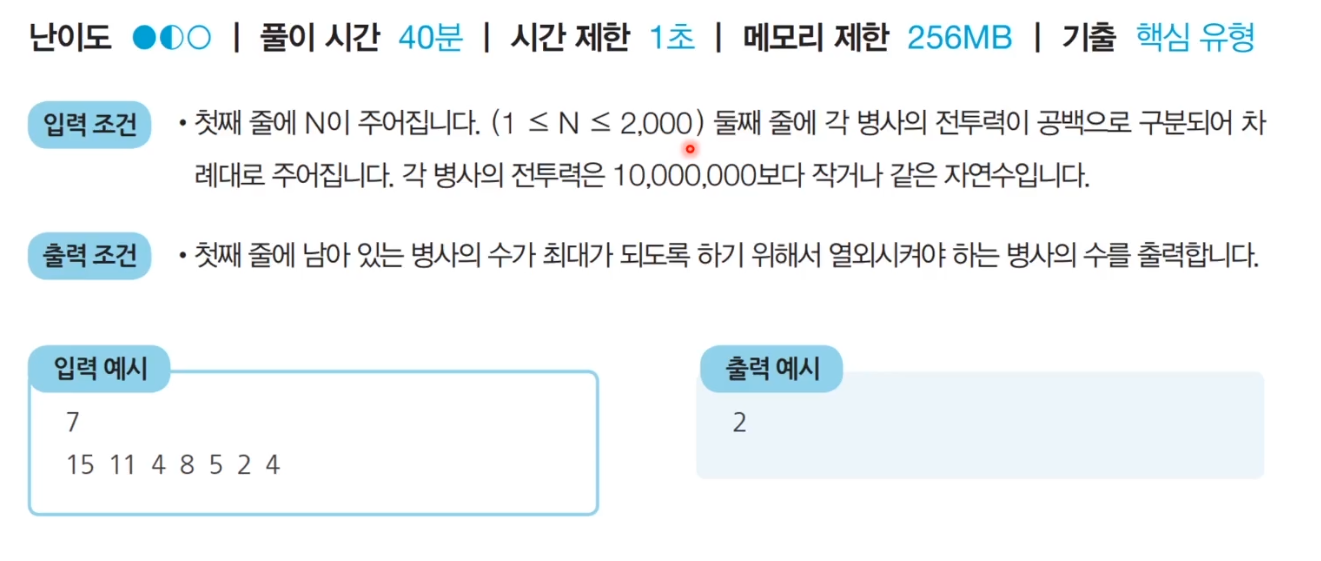 난이도 ●◐○ | 풀이 시간 40분 | 시간 제한 1초 | 메모리 제한 256MB | 기출 핵심 유형
입력 조건 • 첫째 줄에 N이 주어집니다. (1 ≤ N ≤ 2,000) 둘째 줄에 각 병사의 전투력이 공백으로 구분되어 차
례대로 주어집니다. 각 병사의 전투력은 10,000,000보다 작거나 같은 자연수입니다.
출력 조건 • 첫째 줄에 남아 있는 병사의 수가 최대가 되도록 하기 위해서 열외시켜야 하는 병사의 수를 출력합니다.
입력 예시
7
15 11 4 8 5 2 4
출력 예시
2